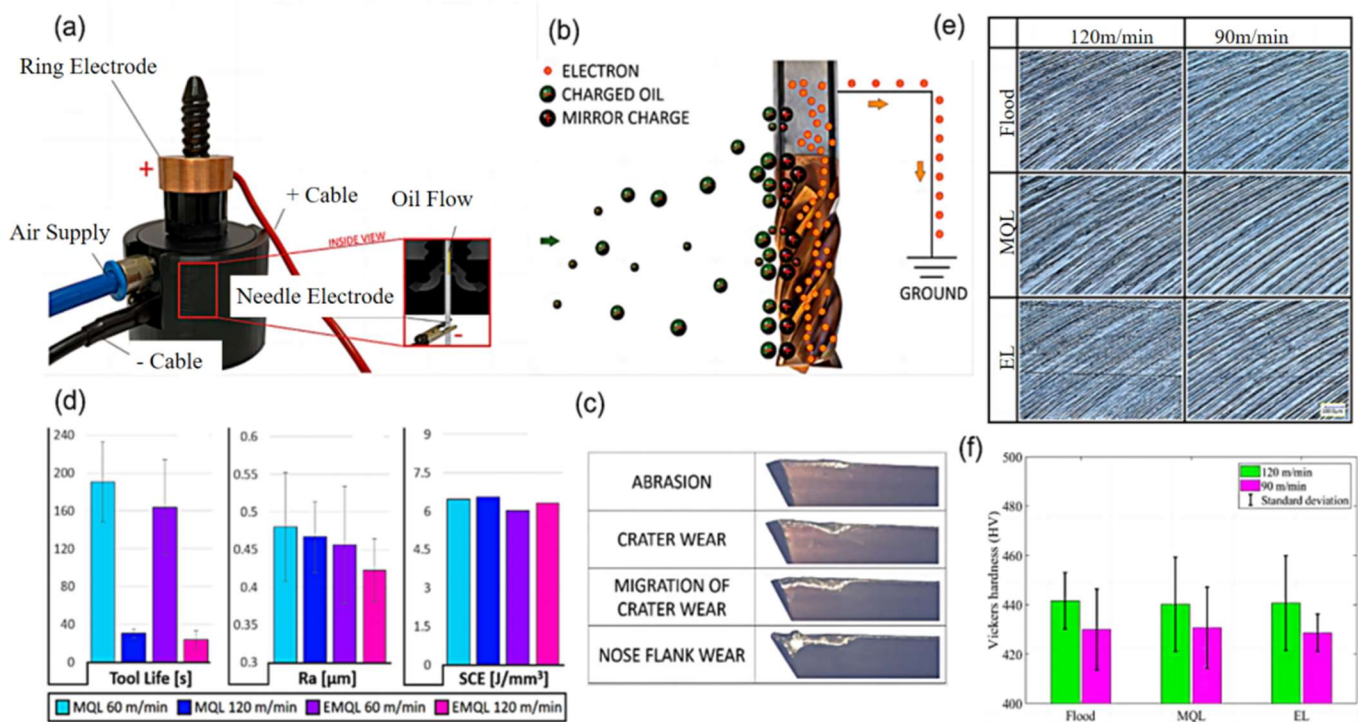 (a)
Ring Electrode
+
+ Cable
Air Supply
Oil Flow
INSIDE VIEW
Needle Electrode
-
- Cable
(b)
ELECTRON
CHARGED OIL
MIRROR CHARGE
GROUND
(e)
120m/min 90m/min
Flood
MQL
EL
(d)
240
200
160
120
80
40
0
Tool Life [s]
0.6
0.55
0.5
0.45
0.4
0.35
0.3
Ra [µm]
9
7.5
6
4.5
3
1.5
0
SCE [J/mm³]
MQL 60 m/min MQL 120 m/min EMQL 60 m/min EMQL 120 m/min
(c)
ABRASION
CRATER WEAR
MIGRATION OF
CRATER WEAR
NOSE FLANK WEAR
(f)
120 m/min
90 m/min
Standard deviation
Vickers hardness (HV)
500
480
460
440
420
400
Flood MQL EL